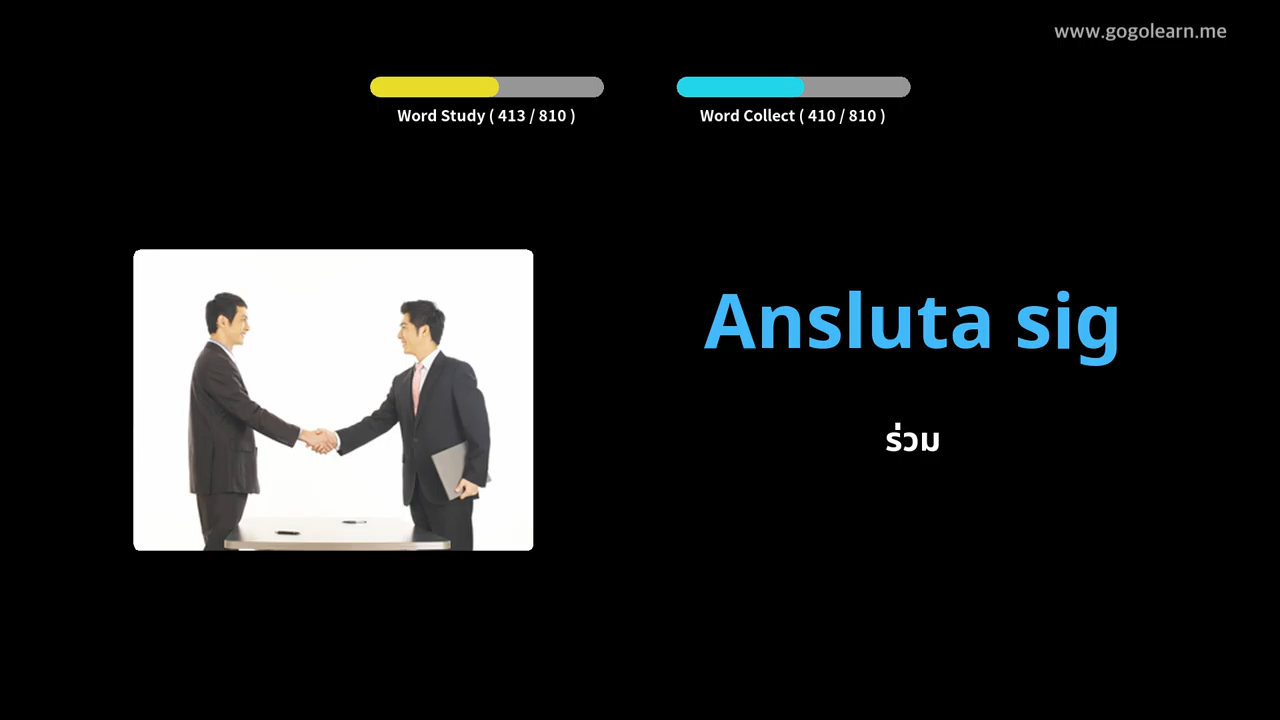 www.gogolearn.me
Word Study ( 413 / 810 )
Word Collect ( 410 / 810 )
Ansluta sig
ร่วม